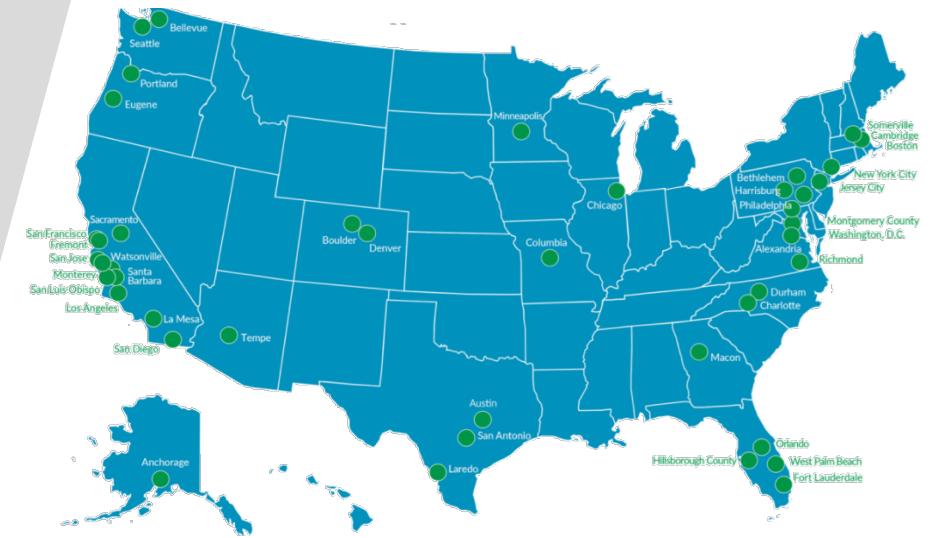 Bellevue
Seattle
Portland
Eugene
Minneapolis
Somerville
Cambridge
Boston
Bethlehem
New York City
Harrisburg
Jersey City
Chicago
Philadelphia
Sacramento
Montgomery County
San Francisco
Washington, D.C.
Fremont
Boulder
Denver
Columbia
Alexandria
San Jose
Watsonville
Richmond
Monterey
Santa
Barbara
San Luis Obispo
Durham
Los Angeles
Charlotte
La Mesa
Tempe
San Diego
Macon
Austin
San Antonio
Orlando
Anchorage
Hillsborough County
West Palm Beach
Laredo
Fort Lauderdale